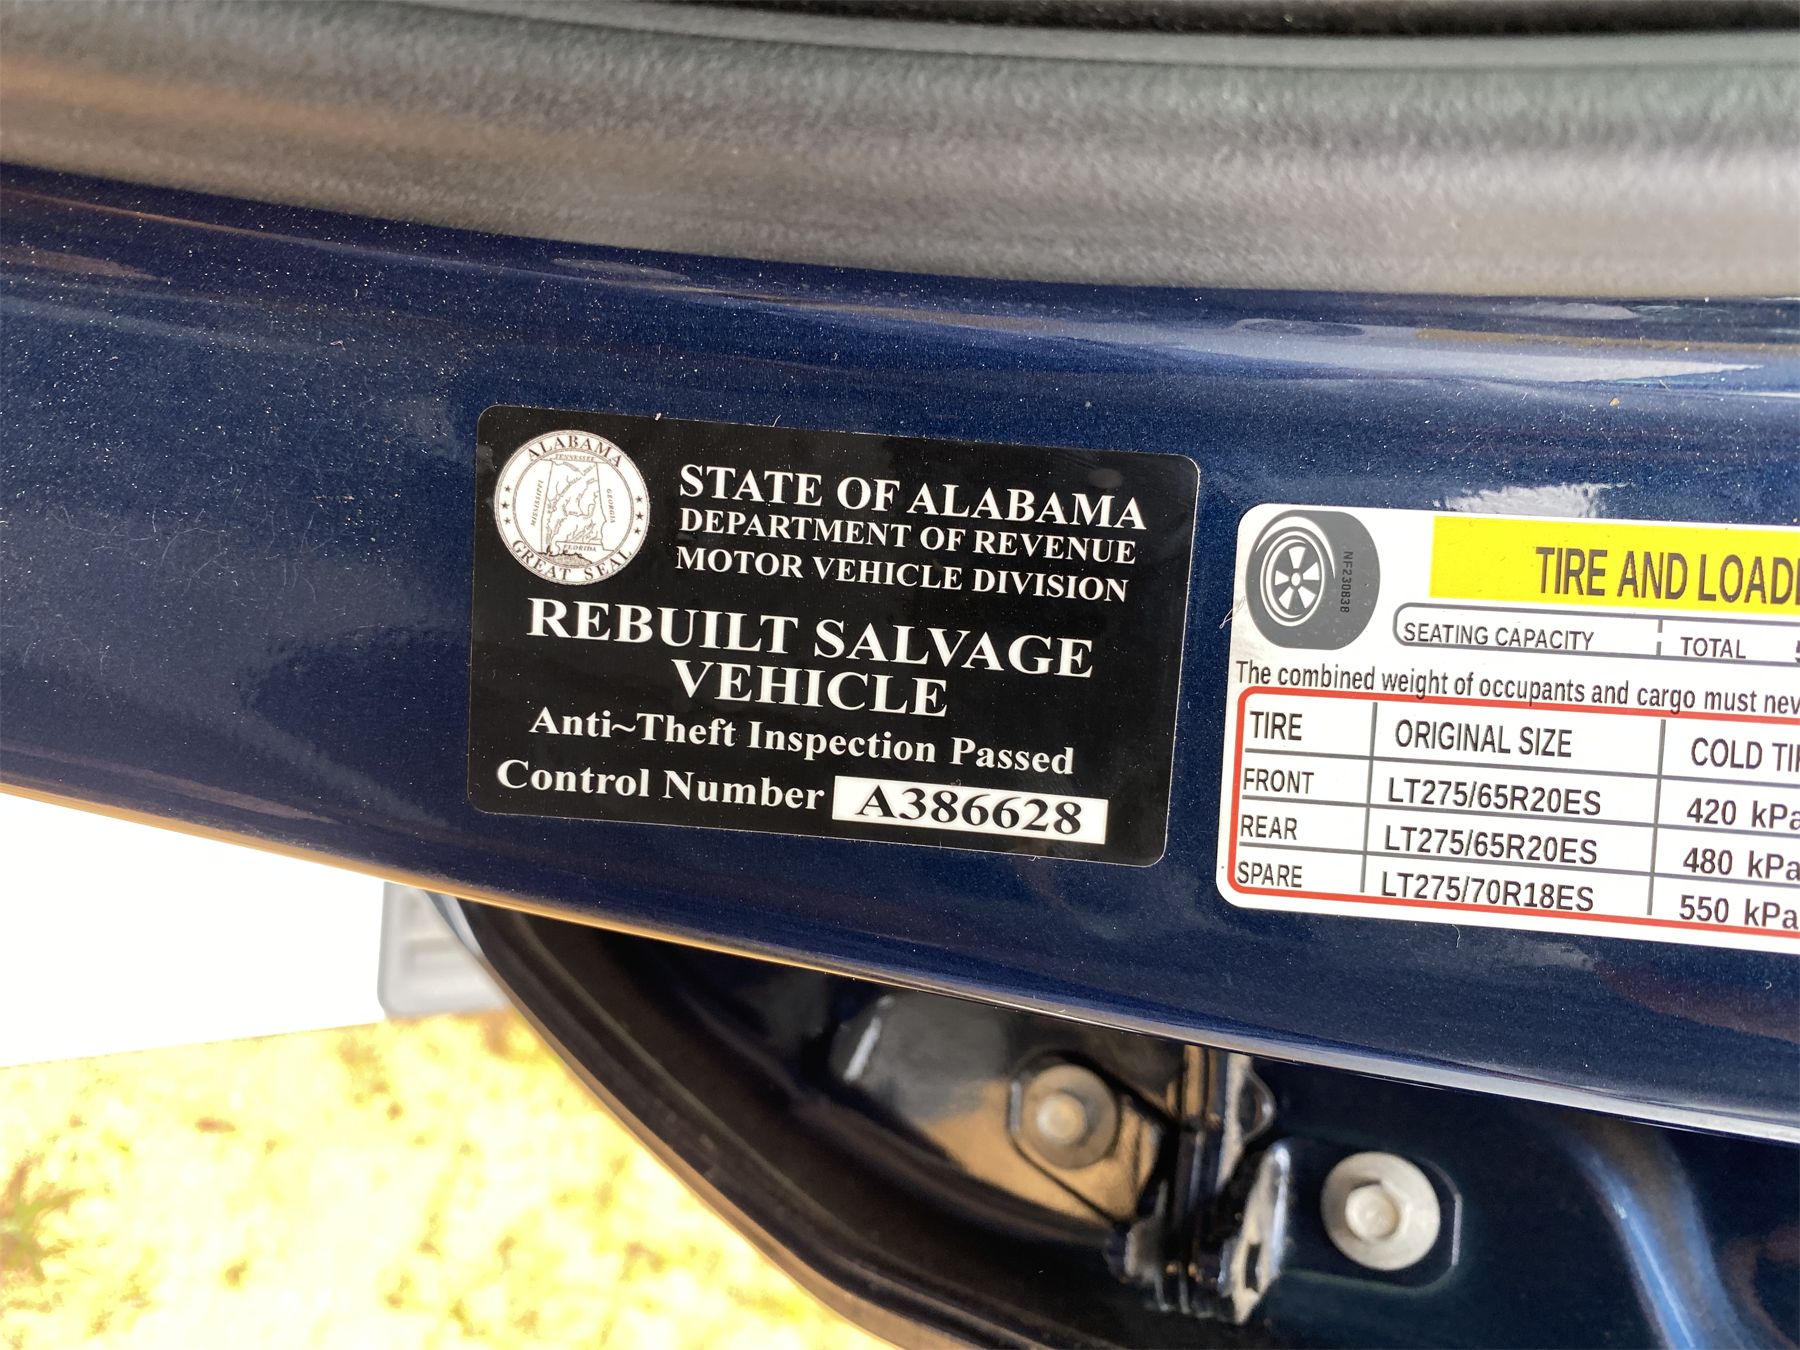 ALABAMA
TENNESSEE
MISSISSIPPI
GEORGIA
FLORIDA
GREAT SEAL
STATE OF ALABAMA
DEPARTMENT OF REVENUE
MOTOR VEHICLE DIVISION
REBUILT SALVAGE
VEHICLE
Anti~Theft Inspection Passed
Control Number A386628
NF230838
TIRE AND LOADI
SEATING CAPACITY TOTAL 5
The combined weight of occupants and cargo must nev
TIRE ORIGINAL SIZE COLD TI
FRONT LT275/65R20ES 420 kPa
REAR LT275/65R20ES 480 kPa
SPARE LT275/70R18ES 550 kPa